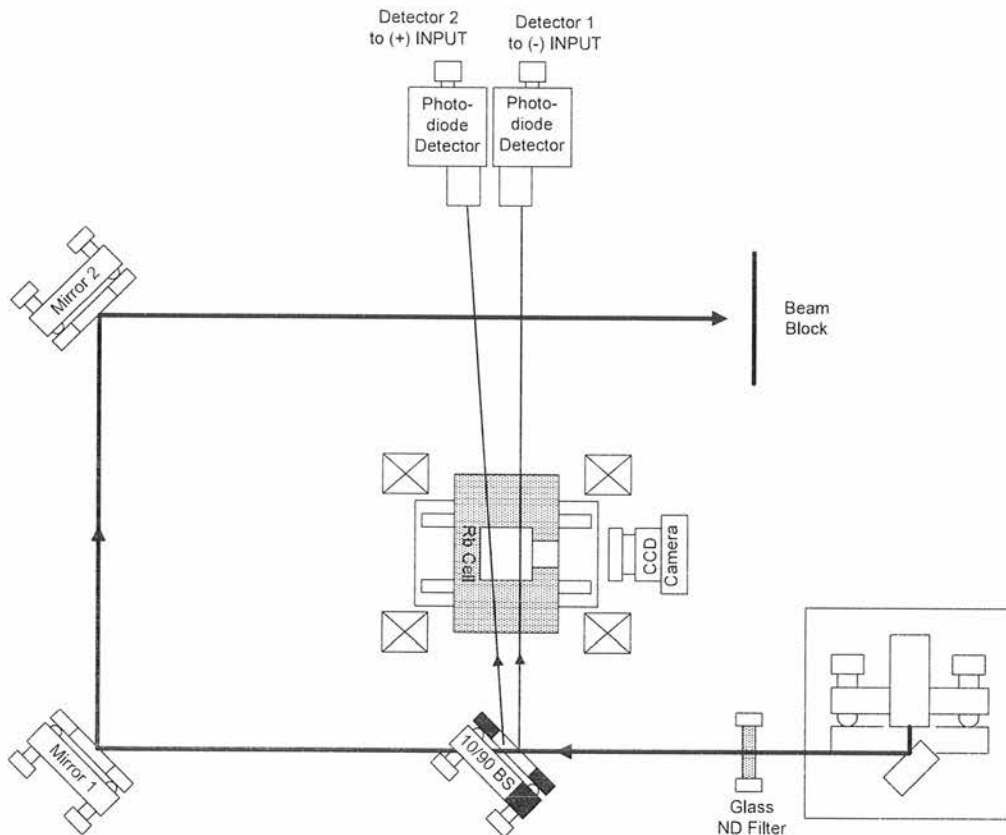 Detector 2
to (+) INPUT
Detector 1
to (-) INPUT
Photo-
diode
Detector
Photo-
diode
Detector
Mirror 2
Beam
Block
Rb Cell
CCD
Camera
Mirror 1
10/90 BS
Glass
ND Filter